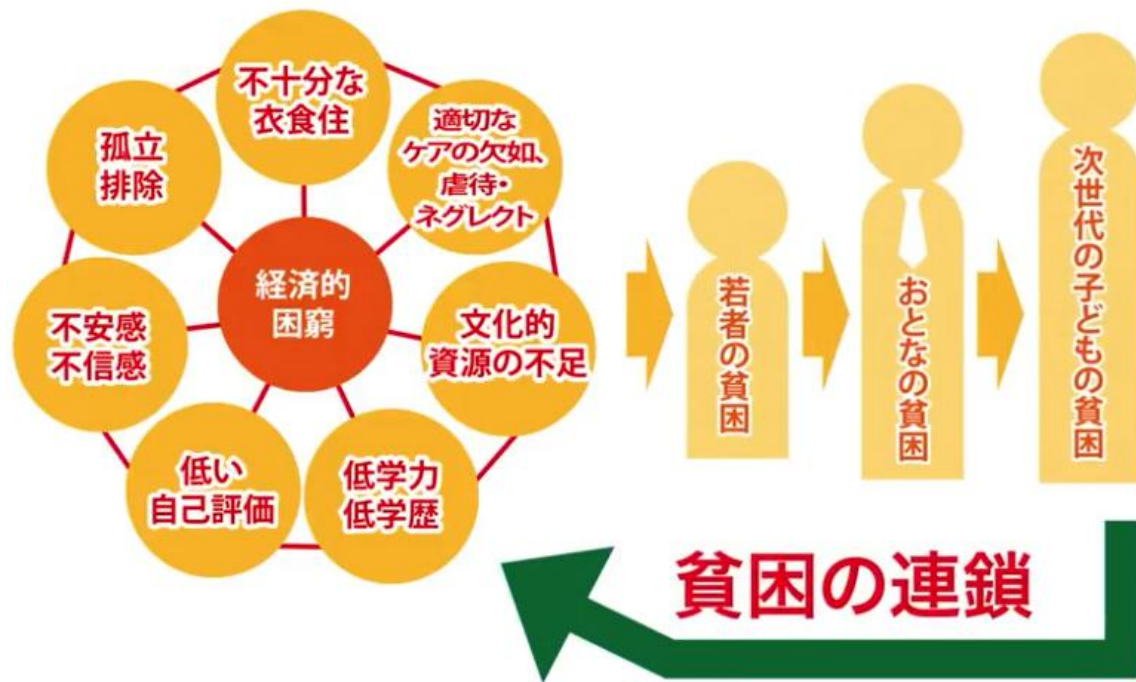 不十分な
衣食住
適切な
ケアの欠如、
虐待・
ネグレクト
文化的
資源の不足
低学力
低学歴
低い
自己評価
不安感
不信感
孤立
排除
経済的
困窮
若者の貧困
おとなの貧困
次世代の子どもの貧困
貧困の連鎖